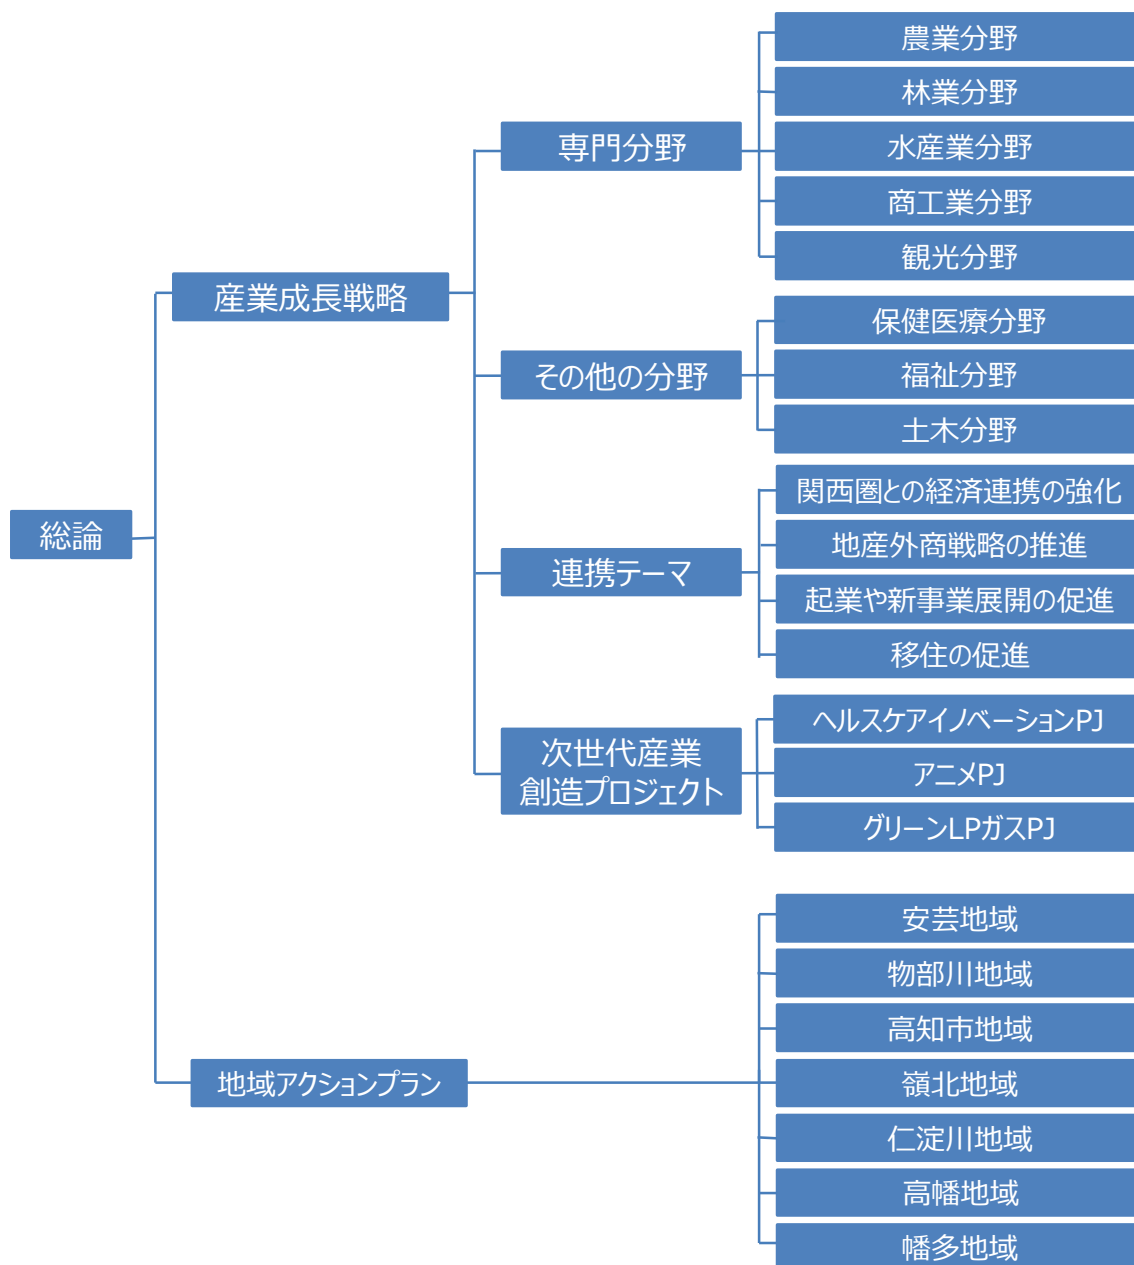 総論
産業成長戦略
専門分野
農業分野
林業分野
水産業分野
商工業分野
観光分野
その他の分野
保健医療分野
福祉分野
土木分野
連携テーマ
関西圏との経済連携の強化
地産外商戦略の推進
起業や新事業展開の促進
移住の促進
次世代産業
創造プロジェクト
ヘルスケアイノベーションPJ
アニメPJ
グリーンLPガスPJ
地域アクションプラン
安芸地域
物部川地域
高知市地域
嶺北地域
仁淀川地域
高幡地域
幡多地域